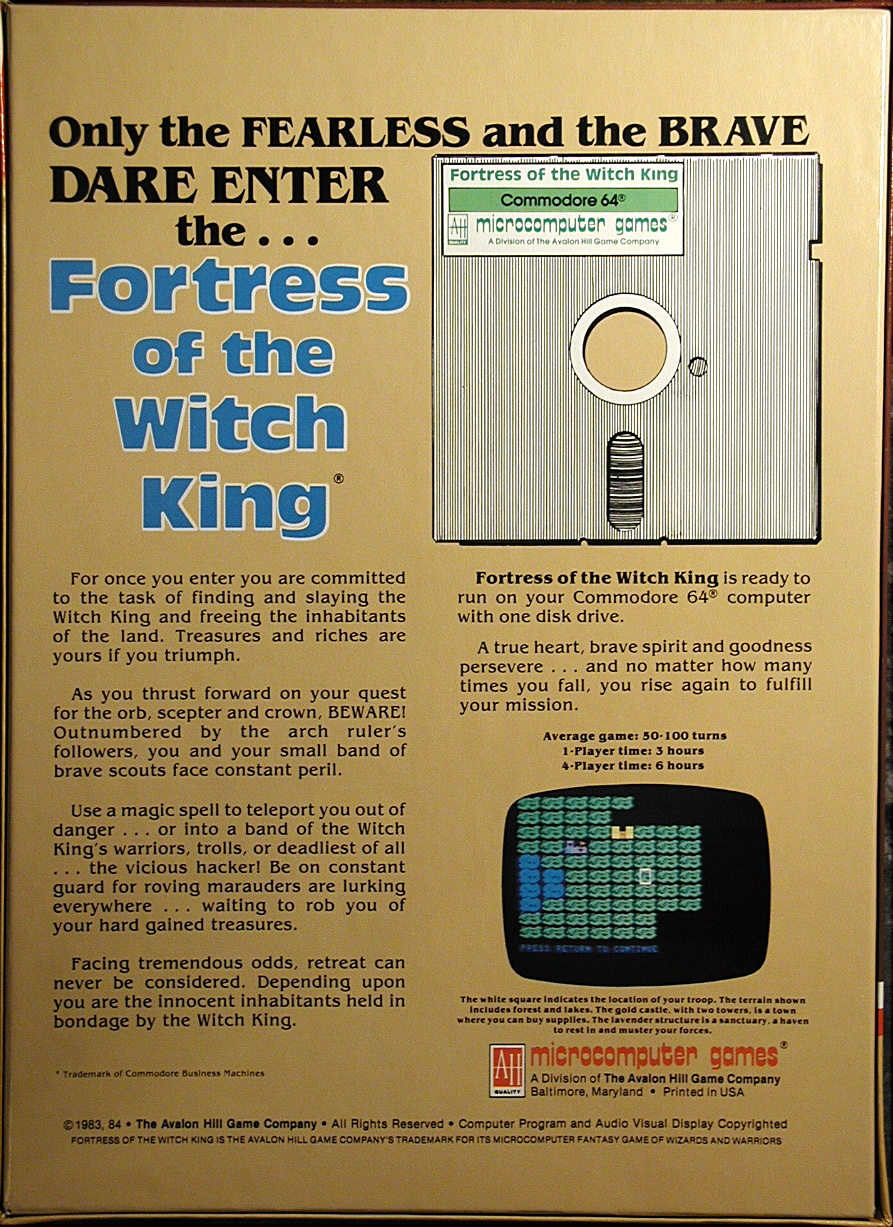 Only the FEARLESS and the BRAVE
DARE ENTER
the . . .
Fortress
of the
Witch
King®
Fortress of the Witch King
Commodore 64®
AH
QUALITY
microcomputer games®
A Division of The Avalon Hill Game Company
For once you enter you are committed
to the task of finding and slaying the
Witch King and freeing the inhabitants
of the land. Treasures and riches are
yours if you triumph.
As you thrust forward on your quest
for the orb, scepter and crown, BEWARE!
Outnumbered by the arch ruler's
followers, you and your small band of
brave scouts face constant peril.
Use a magic spell to teleport you out of
danger . . . or into a band of the Witch
King's warriors, trolls, or deadliest of all
. . . the vicious hacker! Be on constant
guard for roving marauders are lurking
everywhere . . . waiting to rob you of
your hard gained treasures.
Facing tremendous odds, retreat can
never be considered. Depending upon
you are the innocent inhabitants held in
bondage by the Witch King.
* Trademark of Commodore Business Machines
Fortress of the Witch King is ready to
run on your Commodore 64® computer
with one disk drive.
A true heart, brave spirit and goodness
persevere . . . and no matter how many
times you fall, you rise again to fulfill
your mission.
Average game: 50-100 turns
1-Player time: 3 hours
4-Player time: 6 hours
PRESS RETURN TO CONTINUE
The white square indicates the location of your troop. The terrain shown
includes forest and lakes. The gold castle, with two towers, is a town
where you can buy supplies. The lavender structure is a sanctuary, a haven
to rest in and muster your forces.
AH
QUALITY
microcomputer games®
A Division of The Avalon Hill Game Company
Baltimore, Maryland • Printed in USA
©1983, 84 • The Avalon Hill Game Company • All Rights Reserved • Computer Program and Audio Visual Display Copyrighted
FORTRESS OF THE WITCH KING IS THE AVALON HILL GAME COMPANY'S TRADEMARK FOR ITS MICROCOMPUTER FANTASY GAME OF WIZARDS AND WARRIORS